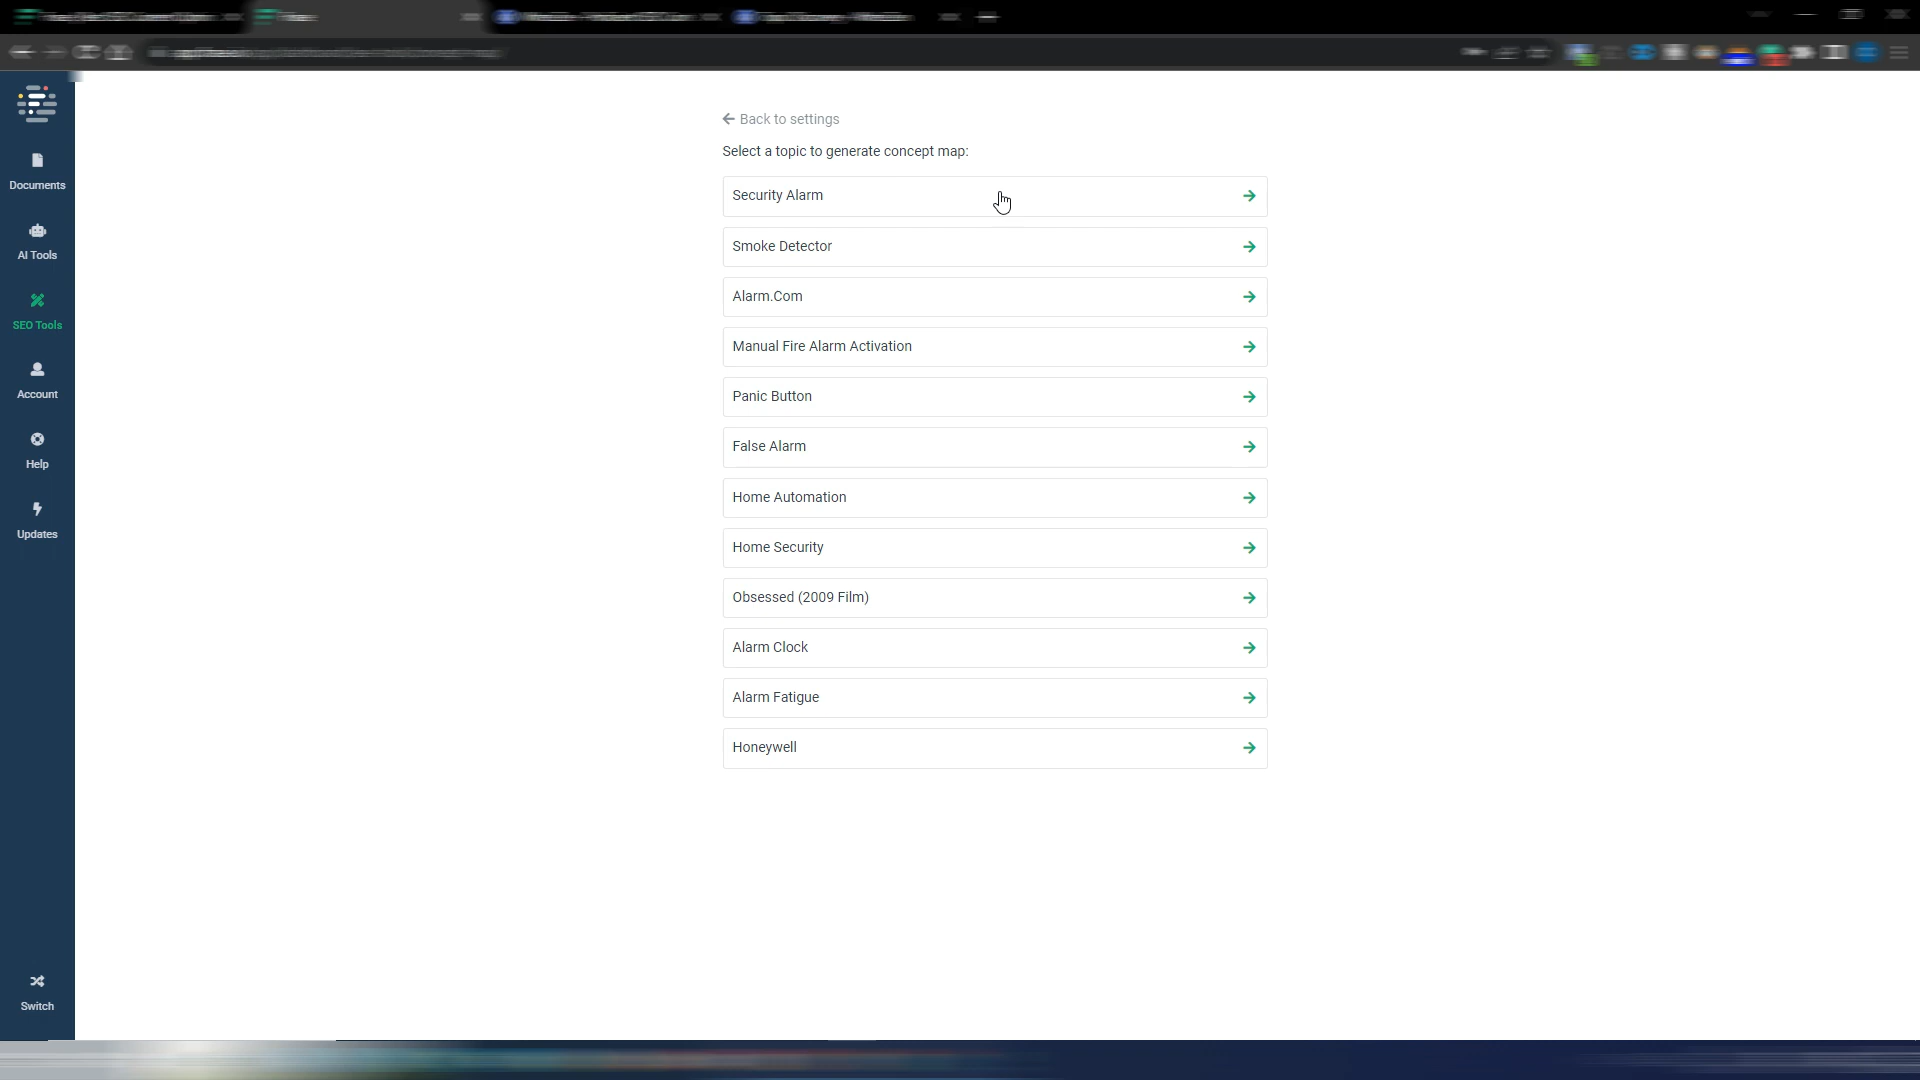 Back to settings
Select a topic to generate concept map:
Security Alarm
Smoke Detector
Alarm.Com
Manual Fire Alarm Activation
Panic Button
False Alarm
Home Automation
Home Security
Obsessed (2009 Film)
Alarm Clock
Alarm Fatigue
Honeywell
Documents
AI Tools
SEO Tools
Account
Help
Updates
Switch